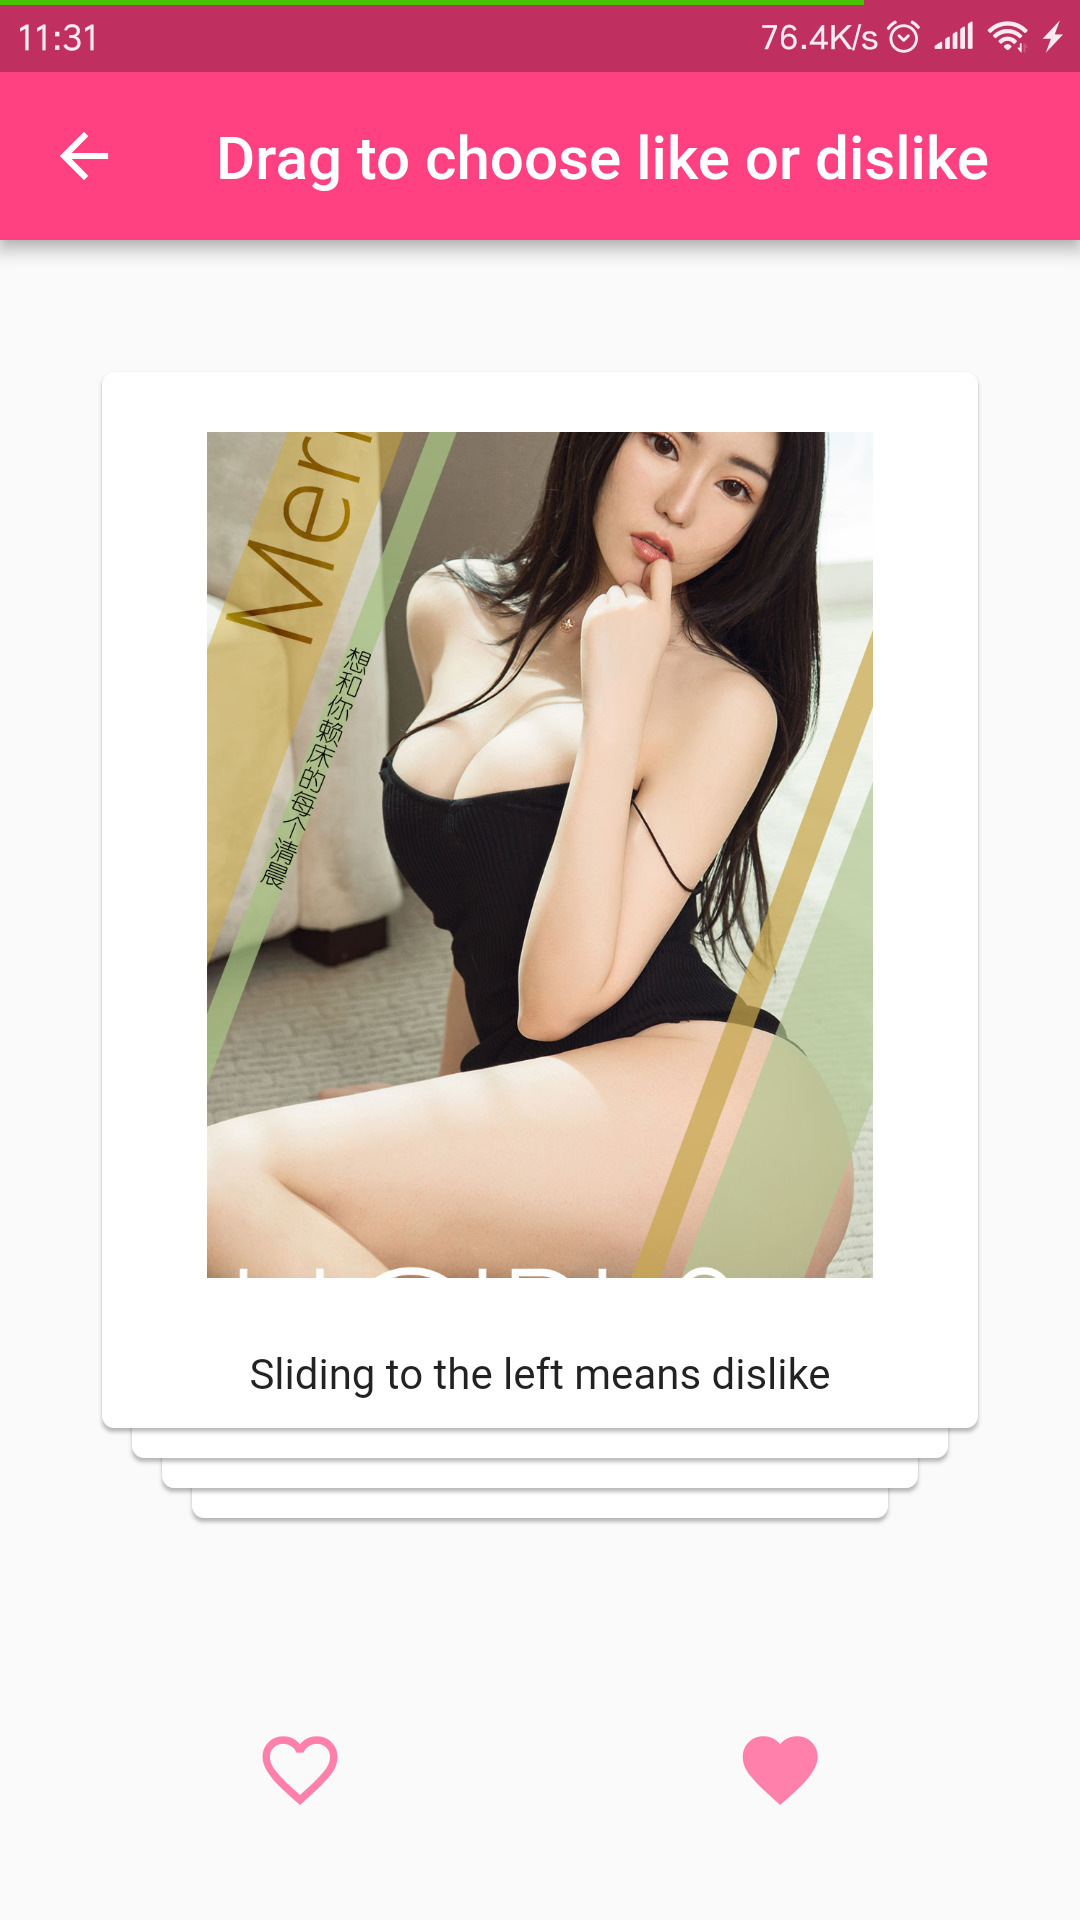 11:31 76.4K/s
Drag to choose like or dislike
Meri
想和你赖床的每个清晨
Sliding to the left means dislike